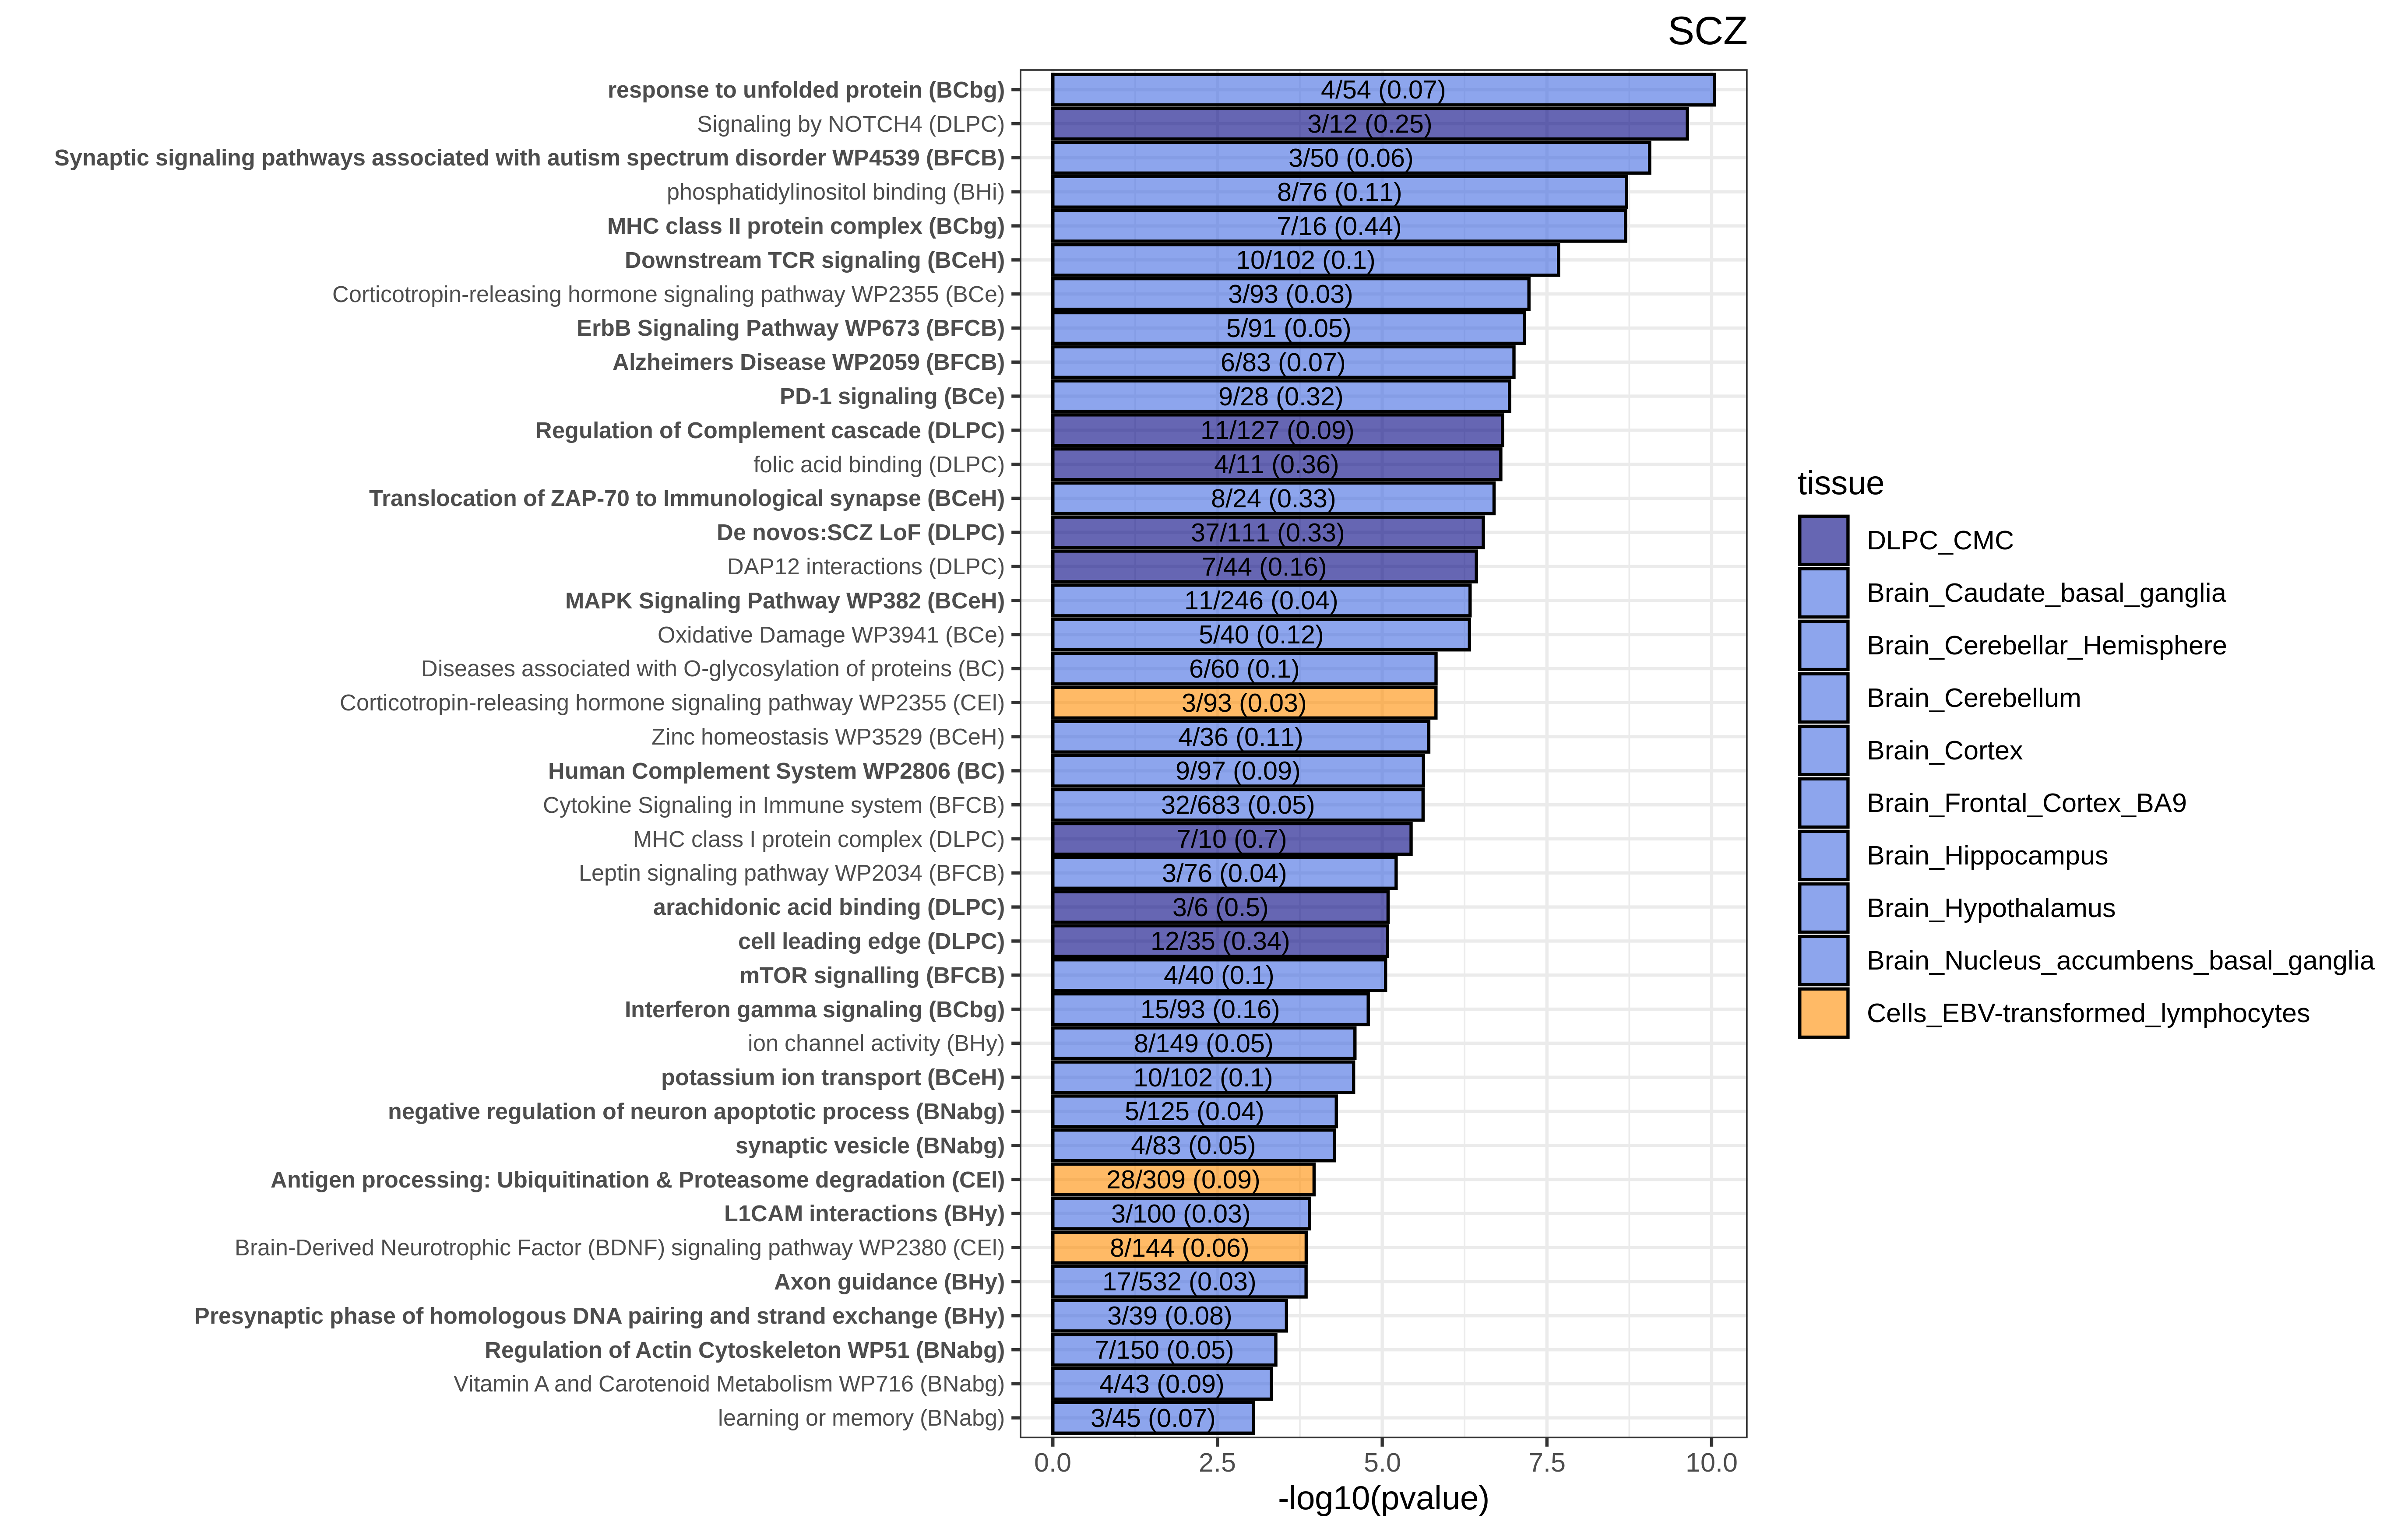 SCZ
response to unfolded protein (BCbg) 4/54 (0.07)
Signaling by NOTCH4 (DLPC) 3/12 (0.25)
Synaptic signaling pathways associated with autism spectrum disorder WP4539 (BFCB) 3/50 (0.06)
phosphatidylinositol binding (BHi) 8/76 (0.11)
MHC class II protein complex (BCbg) 7/16 (0.44)
Downstream TCR signaling (BCeH) 10/102 (0.1)
Corticotropin-releasing hormone signaling pathway WP2355 (BCe) 3/93 (0.03)
ErbB Signaling Pathway WP673 (BFCB) 5/91 (0.05)
Alzheimers Disease WP2059 (BFCB) 6/83 (0.07)
PD-1 signaling (BCe) 9/28 (0.32)
Regulation of Complement cascade (DLPC) 11/127 (0.09)
folic acid binding (DLPC) 4/11 (0.36)
Translocation of ZAP-70 to Immunological synapse (BCeH) 8/24 (0.33)
De novos:SCZ LoF (DLPC) 37/111 (0.33)
DAP12 interactions (DLPC) 7/44 (0.16)
MAPK Signaling Pathway WP382 (BCeH) 11/246 (0.04)
Oxidative Damage WP3941 (BCe) 5/40 (0.12)
Diseases associated with O-glycosylation of proteins (BC) 6/60 (0.1)
Corticotropin-releasing hormone signaling pathway WP2355 (CEl) 3/93 (0.03)
Zinc homeostasis WP3529 (BCeH) 4/36 (0.11)
Human Complement System WP2806 (BC) 9/97 (0.09)
Cytokine Signaling in Immune system (BFCB) 32/683 (0.05)
MHC class I protein complex (DLPC) 7/10 (0.7)
Leptin signaling pathway WP2034 (BFCB) 3/76 (0.04)
arachidonic acid binding (DLPC) 3/6 (0.5)
cell leading edge (DLPC) 12/35 (0.34)
mTOR signalling (BFCB) 4/40 (0.1)
Interferon gamma signaling (BCbg) 15/93 (0.16)
ion channel activity (BHy) 8/149 (0.05)
potassium ion transport (BCeH) 10/102 (0.1)
negative regulation of neuron apoptotic process (BNabg) 5/125 (0.04)
synaptic vesicle (BNabg) 4/83 (0.05)
Antigen processing: Ubiquitination & Proteasome degradation (CEl) 28/309 (0.09)
L1CAM interactions (BHy) 3/100 (0.03)
Brain-Derived Neurotrophic Factor (BDNF) signaling pathway WP2380 (CEl) 8/144 (0.06)
Axon guidance (BHy) 17/532 (0.03)
Presynaptic phase of homologous DNA pairing and strand exchange (BHy) 3/39 (0.08)
Regulation of Actin Cytoskeleton WP51 (BNabg) 7/150 (0.05)
Vitamin A and Carotenoid Metabolism WP716 (BNabg) 4/43 (0.09)
learning or memory (BNabg) 3/45 (0.07)
0.0 2.5 5.0 7.5 10.0
-log10(pvalue)
tissue
DLPC_CMC
Brain_Caudate_basal_ganglia
Brain_Cerebellar_Hemisphere
Brain_Cerebellum
Brain_Cortex
Brain_Frontal_Cortex_BA9
Brain_Hippocampus
Brain_Hypothalamus
Brain_Nucleus_accumbens_basal_ganglia
Cells_EBV-transformed_lymphocytes